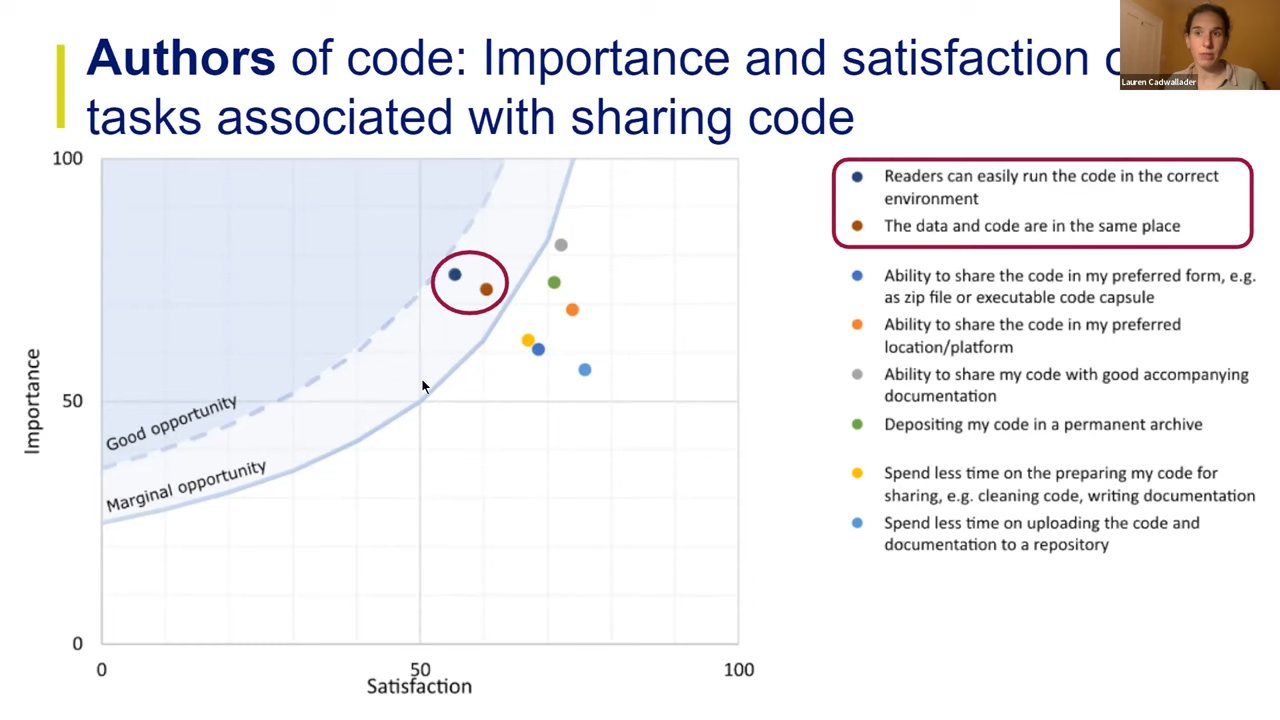 Authors of code: Importance and satisfaction
tasks associated with sharing code
Lauren Cadwallader
100
50
0
Importance
Good opportunity
Marginal opportunity
0
50
100
Satisfaction
Readers can easily run the code in the correct
environment
The data and code are in the same place
Ability to share the code in my preferred form, e.g.
as zip file or executable code capsule
Ability to share the code in my preferred
location/platform
Ability to share my code with good accompanying
documentation
Depositing my code in a permanent archive
Spend less time on the preparing my code for
sharing, e.g. cleaning code, writing documentation
Spend less time on uploading the code and
documentation to a repository